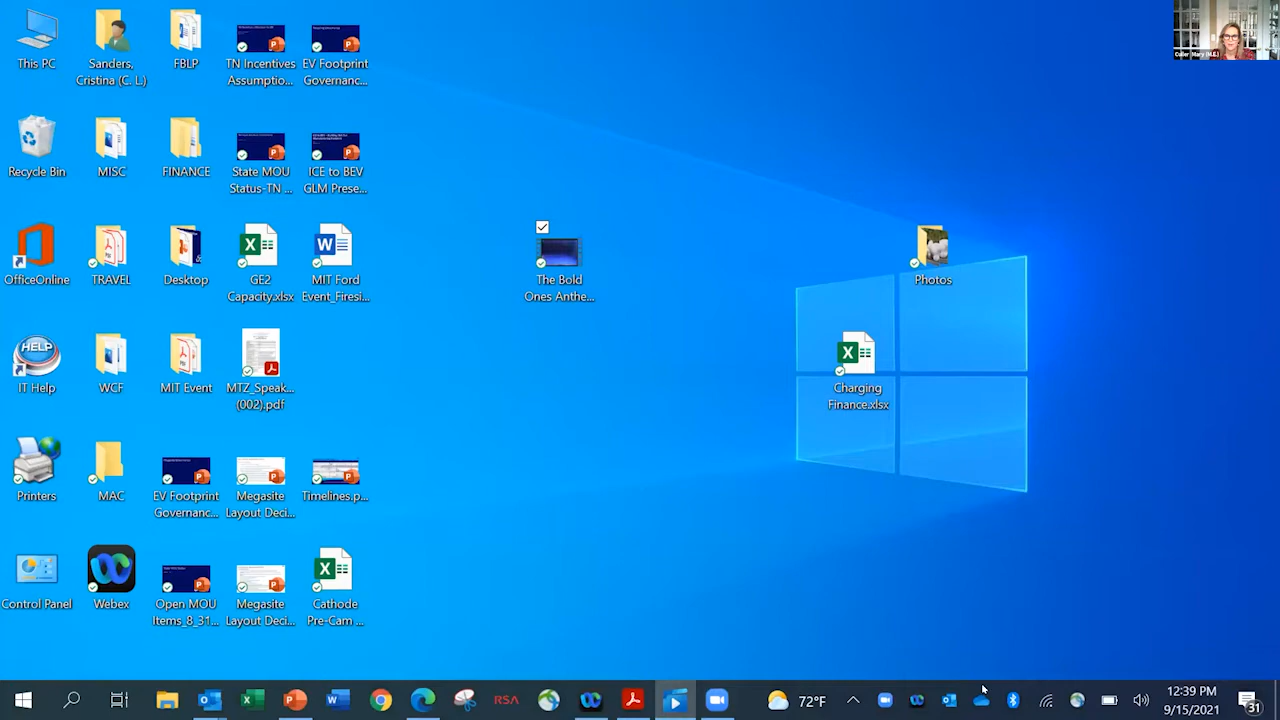 This PC
Sanders,
Cristina (C. L.)
FBLP
TN Incentives
Assumptio...
EV Footprint
Governanc...
Culler, Mary (M.E.)
Recycle Bin
MISC
FINANCE
State MOU
Status-TN ...
ICE to BEV
GLM Prese...
OfficeOnline
TRAVEL
Desktop
GE2
Capacity.xlsx
MIT Ford
Event_Firesi...
The Bold
Ones Anthe...
Photos
HELP
IT Help
WCF
MIT Event
MTZ_Speak...
(002).pdf
Charging
Finance.xlsx
Printers
MAC
EV Footprint
Governanc...
Megasite
Layout Deci...
Timelines.p...
Control Panel
Webex
Open MOU
Items_8_31...
Megasite
Layout Deci...
Cathode
Pre-Cam ...
RSA
72°F
12:39 PM
9/15/2021
31